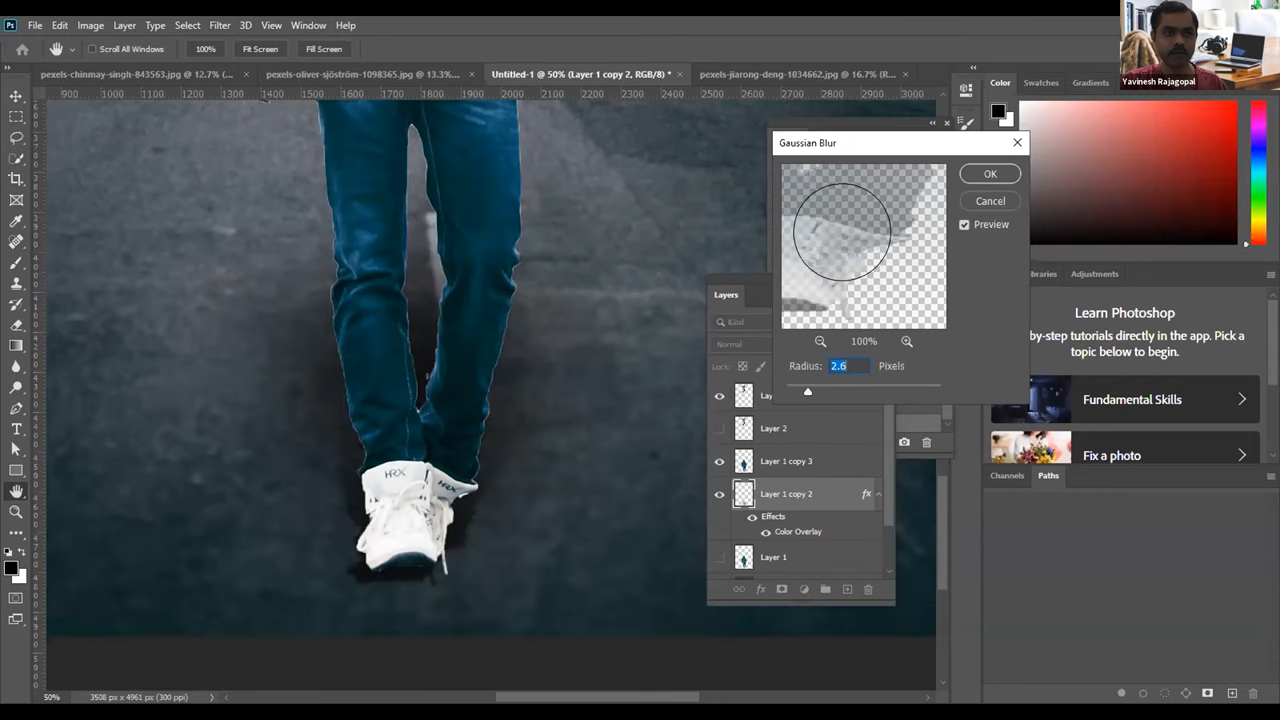 Ps File Edit Image Layer Type Select Filter 3D View Window Help
Scroll All Windows 100% Fit Screen Fill Screen
Yavinesh Rajagopal
pexels-chinmay-singh-843563.jpg @ 12.7% (... × pexels-oliver-sjöström-1098365.jpg @ 13.3%... × Untitled-1 @ 50% (Layer 1 copy 2, RGB/8) * × pexels-jiarong-deng-1034662.jpg @ 16.7% (R... ×
Color Swatches Gradients
900 1000 1100 1200 1300 1400 1500 1600 1700 1800 1900 2000 2100 2200 2300 2400 2500 2600 2700 2800 2900 3000
Gaussian Blur
OK
Cancel
Preview
100%
Radius: 2.6 Pixels
Layers
Kind
Normal
Lock:
Lay
Layer 2
Layer 1 copy 3
Layer 1 copy 2 fx
Effects
Color Overlay
Layer 1
fx
ibraries Adjustments
Learn Photoshop
by-step tutorials directly in the app. Pick a
topic below to begin.
Fundamental Skills
Fix a photo
Channels Paths
HRX
HRX
50% 3508 px x 4961 px (300 ppi)